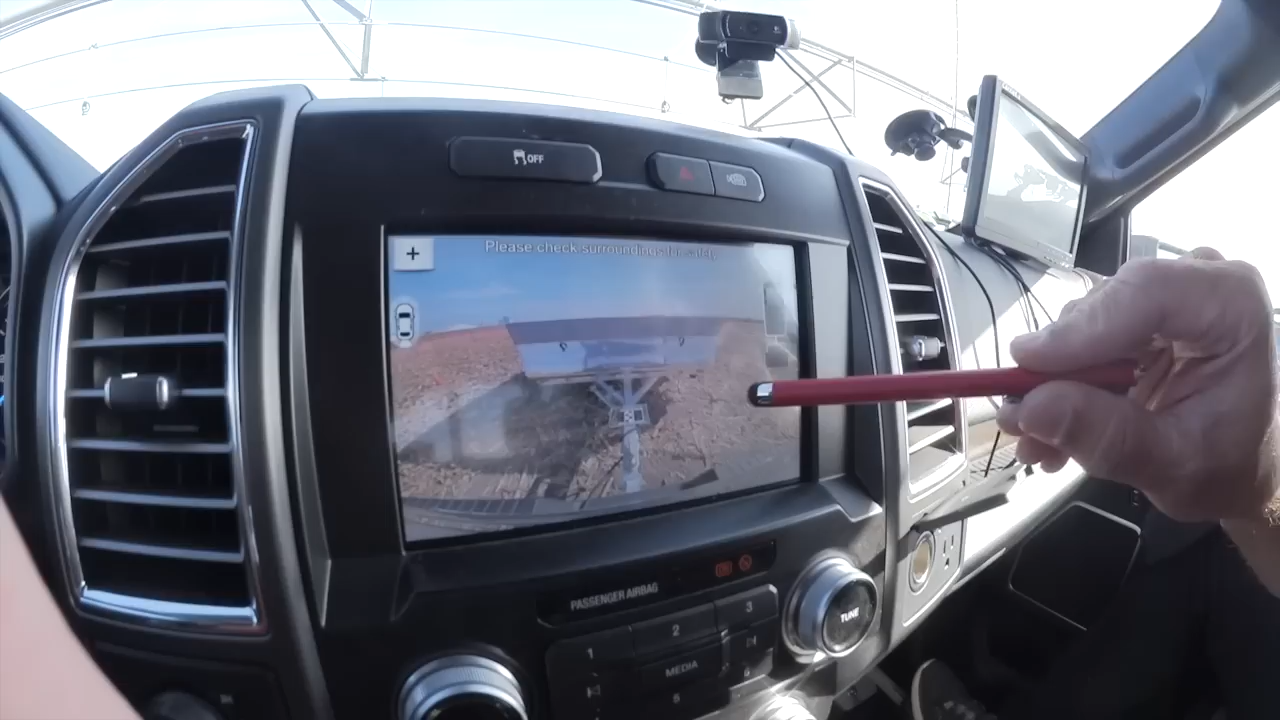 OFF
+
Please check surroundings for safety
PASSENGER AIRBAG
1
2
3
MEDIA
5
TUNE